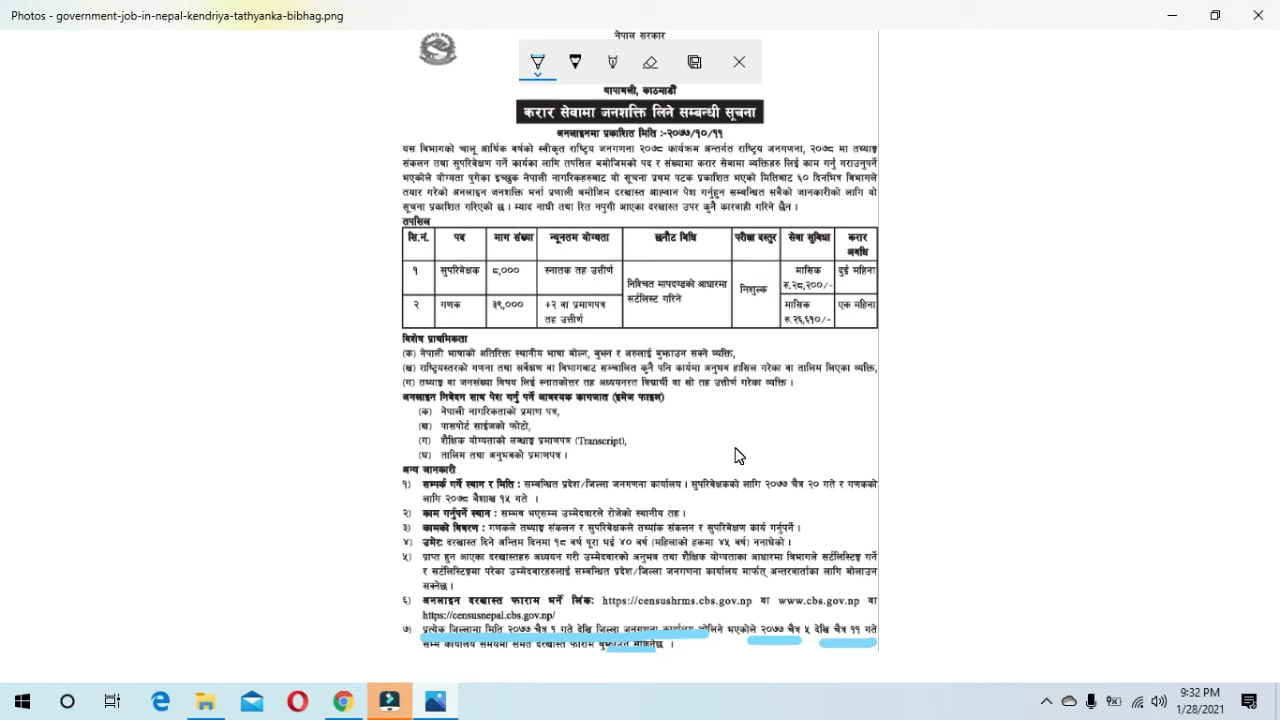 Photos - kendriya-tathyanka-bibhag.png
नेपाल सरकार
थापाथली, काठमाडौँ
करार सेवामा जनशक्ति लिने सम्बन्धी सूचना
अनलाइनमा प्रकाशित मिति :-२०७७/१०/११
यस विभागको चालू आर्थिक वर्षको स्वीकृत राष्ट्रिय जनगणना २०७८ कार्यक्रम अन्तर्गत राष्ट्रिय जनगणना, २०७८ मा तथ्याङ्क
संकलन तथा सुपरिवेक्षण गर्ने कार्यका लागि तपसिल बमोजिमको पद र संख्यामा करार सेवामा व्यक्तिहरु लिई काम गर्नु गराउनुपर्ने
भएकोले योग्यता पुगेका इच्छुक नेपाली नागरिकहरुबाट यो सूचना प्रथम पटक प्रकाशित भएको मितिबाट ६० दिनभित्र विभागले
तयार गरेको अनलाइन जनशक्ति भर्ना प्रणाली बमोजिम दरखास्त आव्हान पेश गर्नुहुन सम्बन्धित सबैको जानकारीको लागि यो
सूचना प्रकाशित गरिएको छ । म्याद नाघी तथा रित नपुगी आएका दरखास्त उपर कुनै कारबाही गरिने छैन ।
तपसिल
सि.नं. पद माग संख्या न्यूनतम योग्यता छनौट विधि परीक्षा दस्तुर सेवा सुविधा करार अवधि
१ सुपरिवेक्षक ८,००० स्नातक तह उत्तीर्ण निश्चित मापदण्डको आधारमा सर्टलिस्ट गरिने निशुल्क मासिक रु.२८,२००/- दुई महिना
२ गणक ३९,००० +२ वा प्रमाणपत्र तह उत्तीर्ण मासिक रु.२६,६१०/- एक महिना
विशेष प्राथमिकता
(क) नेपाली भाषाको अतिरिक्त स्थानीय भाषा बोल्न, बुझ्न र अरुलाई बुझाउन सक्ने व्यक्ति,
(ख) राष्ट्रियस्तरको गणना तथा सर्वेक्षण वा विभागबाट सञ्चालित कुनै पनि कार्यमा अनुभव हासिल गरेका वा तालिम लिएका व्यक्ति,
(ग) तथ्याङ्क वा जनसंख्या विषय लिई स्नातकोत्तर तह अध्ययनरत विद्यार्थी वा सो तह उत्तीर्ण गरेका व्यक्ति ।
अनलाइन निवेदन साथ पेश गर्नु पर्ने आवश्यक कागजात (इमेज फाइल)
(क) नेपाली नागरिकताको प्रमाण पत्र,
(ख) पासपोर्ट साईजको फोटो,
(ग) शैक्षिक योग्यताको लब्धाङ्क प्रमाणपत्र (Transcript),
(घ) तालिम तथा अनुभवको प्रमाणपत्र ।
अन्य जानकारी
१) सम्पर्क गर्ने स्थान र मिति : सम्बन्धित प्रदेश/जिल्ला जनगणना कार्यालय । सुपरिवेक्षकको लागि २०७७ चैत्र २० गते र गणकको
लागि २०७८ बैशाख १५ गते ।
२) काम गर्नुपर्ने स्थान : सम्भव भएसम्म उम्मेदवारले रोजेको स्थानीय तह ।
३) कामको विवरण : गणकले तथ्याङ्क संकलन र सुपरिवेक्षकले तथ्यांक संकलन र सुपरिवेक्षण कार्य गर्नुपर्ने ।
४) उमेर: दरखास्त दिने अन्तिम दिनमा १८ वर्ष पूरा भई ४० वर्ष (महिलाको हकमा ४५ वर्ष) ननाघेको ।
५) प्राप्त हुन आएका दरखास्तहरु अध्ययन गरी उम्मेदवारको अनुभव तथा शैक्षिक योग्यताका आधारमा विभागले सर्टलिस्टिङ्ग गर्ने
र सर्टलिस्टिङ्गमा परेका उम्मेदवारहरुलाई सम्बन्धित प्रदेश/जिल्ला जनगणना कार्यालय मार्फत् अन्तरवार्ताका लागि बोलाउन
सक्नेछ ।
६) अनलाइन दरखास्त फाराम भर्ने लिंक: https://censushrms.cbs.gov.np वा www.cbs.gov.np वा
https://censusnepal.cbs.gov.np/
७) प्रत्येक जिल्लामा मिति २०७७ चैत्र १ गते देखि जिल्ला जनगणना कार्यालय खोलिने भएकोले २०७७ चैत्र ५ देखि चैत्र ११ गते
सम्म कार्यालय समयमा समेत दरखास्त फाराम बुझाउन सकिनेछ ।
9:32 PM
1/28/2021